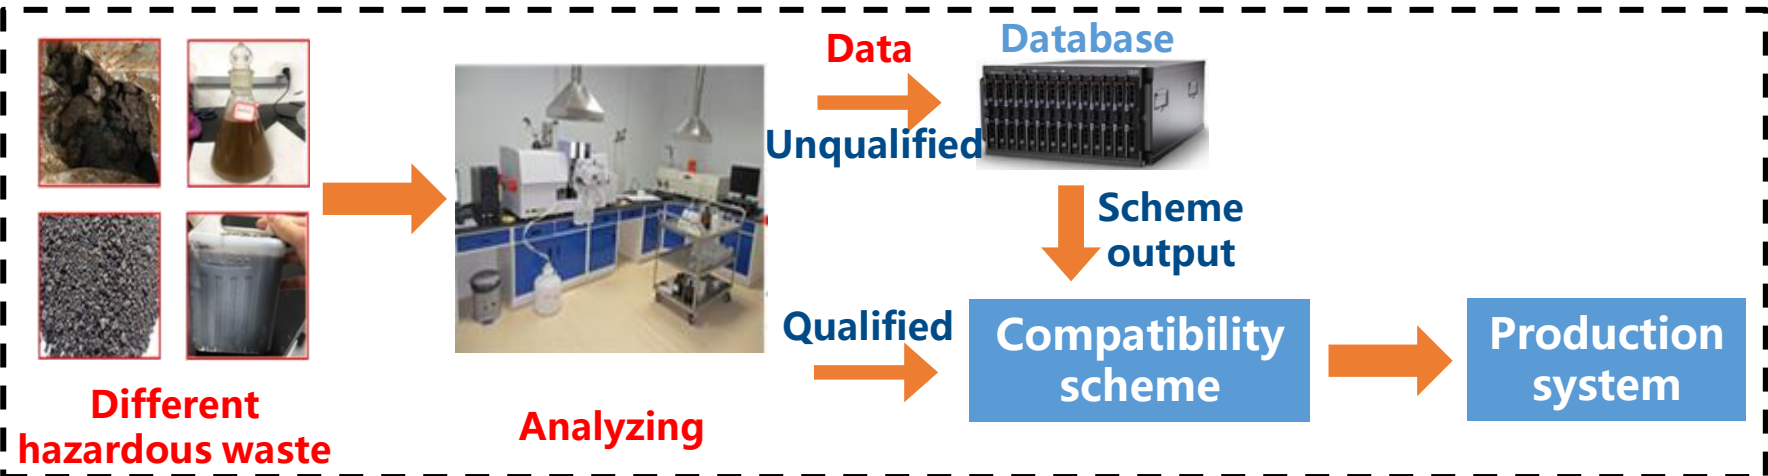 Different
hazardous waste
Analyzing
Data
Unqualified
Database
Scheme
output
Qualified
Compatibility
scheme
Production
system